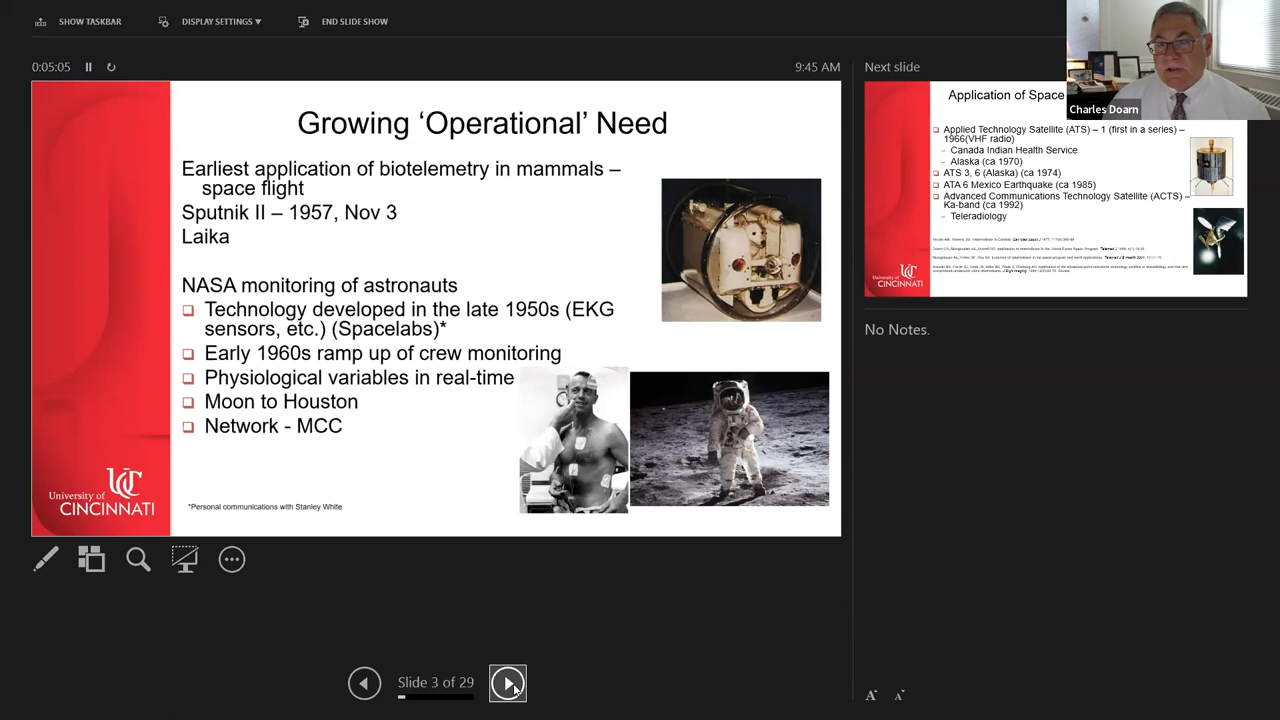 SHOW TASKBAR
DISPLAY SETTINGS
END SLIDE SHOW
0:05:05
9:45 AM
Growing ‘Operational’ Need
Earliest application of biotelemetry in mammals –
space flight
Sputnik II – 1957, Nov 3
Laika
NASA monitoring of astronauts
Technology developed in the late 1950s (EKG
sensors, etc.) (Spacelabs)*
Early 1960s ramp up of crew monitoring
Physiological variables in real-time
Moon to Houston
Network - MCC
*Personal communications with Stanley White
UC
University of
CINCINNATI
Slide 3 of 29
Next slide
Charles Doarn
Application of Space
Applied Technology Satellite (ATS) – 1 (first in a series) –
1966(VHF radio)
– Canada Indian Health Service
– Alaska (ca 1970)
ATS 3, 6 (Alaska) (ca 1974)
ATA 6 Mexico Earthquake (ca 1985)
Advanced Communications Technology Satellite (ACTS) –
Ka-band (ca 1992)
– Teleradiology
UC
University of
CINCINNATI
No Notes.
A
A